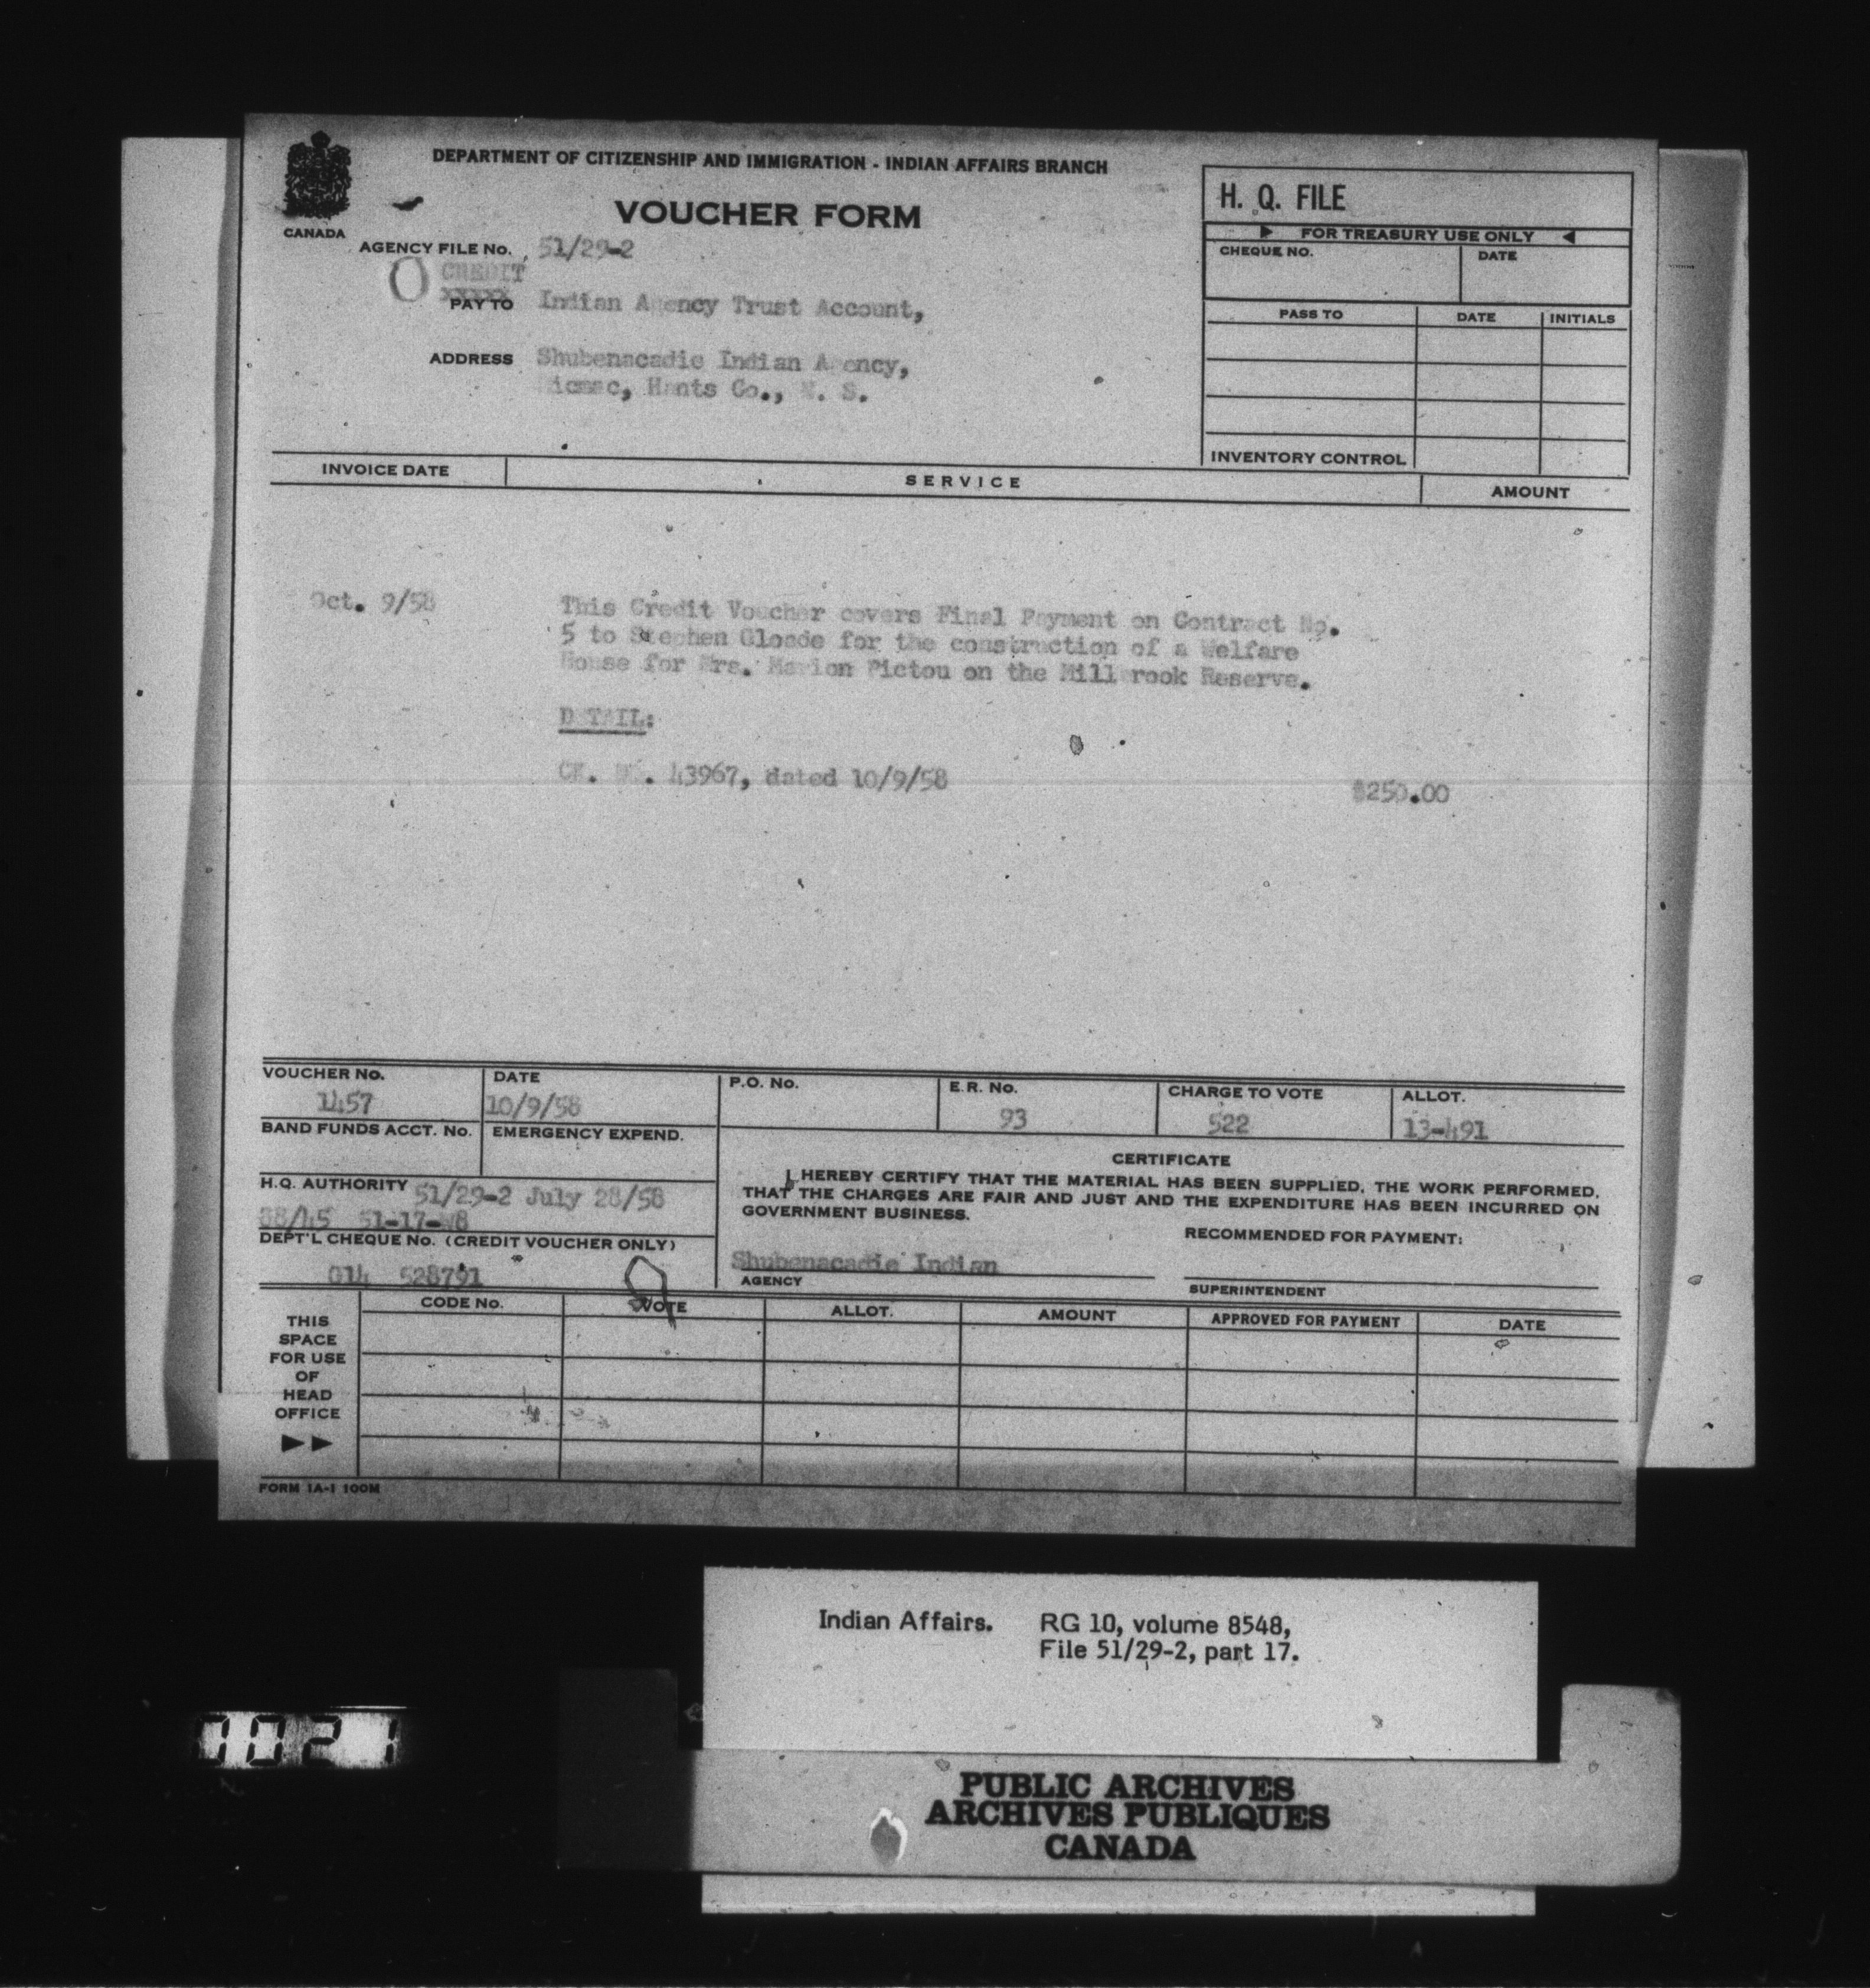 DEPARTMENT OF CITIZENSHIP AND IMMIGRATION - INDIAN AFFAIRS BRANCH
VOUCHER FORM
CANADA
AGENCY FILE No. 51/29-2
CREDIT
xxxxx
PAY TO Indian Agency Trust Account,
ADDRESS Shubenacadie Indian Agency,
Micmac, Hants Co., N. S.
H. Q. FILE
FOR TREASURY USE ONLY
CHEQUE NO. DATE
PASS TO DATE INITIALS
INVENTORY CONTROL
INVOICE DATE SERVICE AMOUNT
Oct. 9/58 This Credit Voucher covers Final Payment on Contract No.
5 to Stephen Gloade for the construction of a Welfare
House for Mrs. Marion Pictou on the Millbrook Reserve.
DETAIL:
CK. No. 43967, dated 10/9/58 $250.00
VOUCHER No. DATE P.O. No. E.R. No. CHARGE TO VOTE ALLOT.
1457 10/9/58 93 522 13-491
BAND FUNDS ACCT. No. EMERGENCY EXPEND.
H.Q. AUTHORITY 51/29-2 July 28/58
51-17-
DEPT'L CHEQUE No. (CREDIT VOUCHER ONLY)
G14 528791
CERTIFICATE
I HEREBY CERTIFY THAT THE MATERIAL HAS BEEN SUPPLIED, THE WORK PERFORMED,
THAT THE CHARGES ARE FAIR AND JUST AND THE EXPENDITURE HAS BEEN INCURRED ON
GOVERNMENT BUSINESS.
RECOMMENDED FOR PAYMENT:
Shubenacadie Indian
AGENCY
SUPERINTENDENT
THIS
SPACE
FOR USE
OF
HEAD
OFFICE
CODE No. VOTE ALLOT. AMOUNT APPROVED FOR PAYMENT DATE
FORM IA-1 100M
Indian Affairs. RG 10, volume 8548,
File 51/29-2, part 17.
0021
PUBLIC ARCHIVES
ARCHIVES PUBLIQUES
CANADA